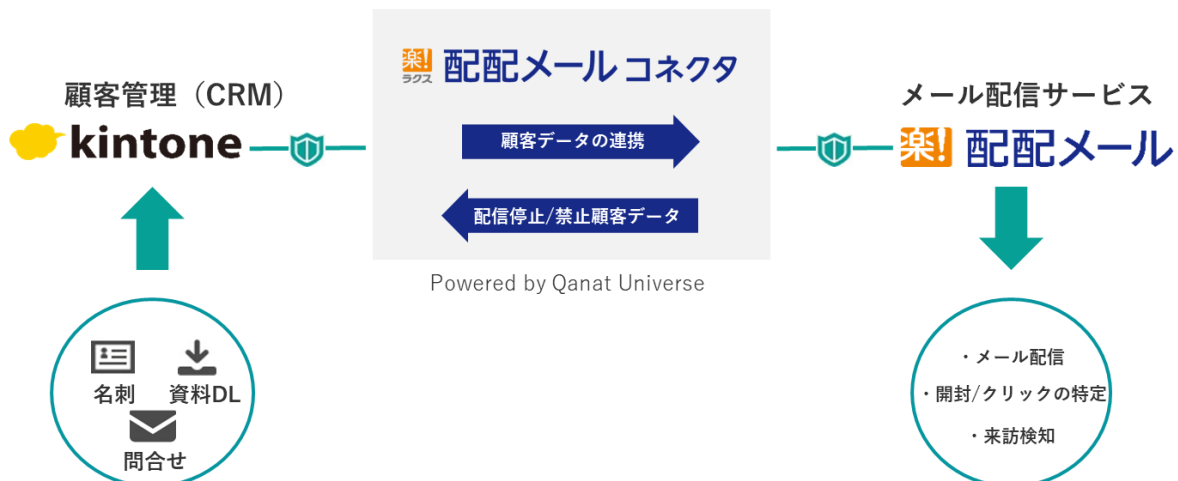 顧客管理（CRM）
kintone
楽!
ラクス
配配メール コネクタ
顧客データの連携
配信停止/禁止顧客データ
Powered by Qanat Universe
メール配信サービス
楽! 配配メール
名刺
資料DL
問合せ
・メール配信
・開封/クリックの特定
・来訪検知